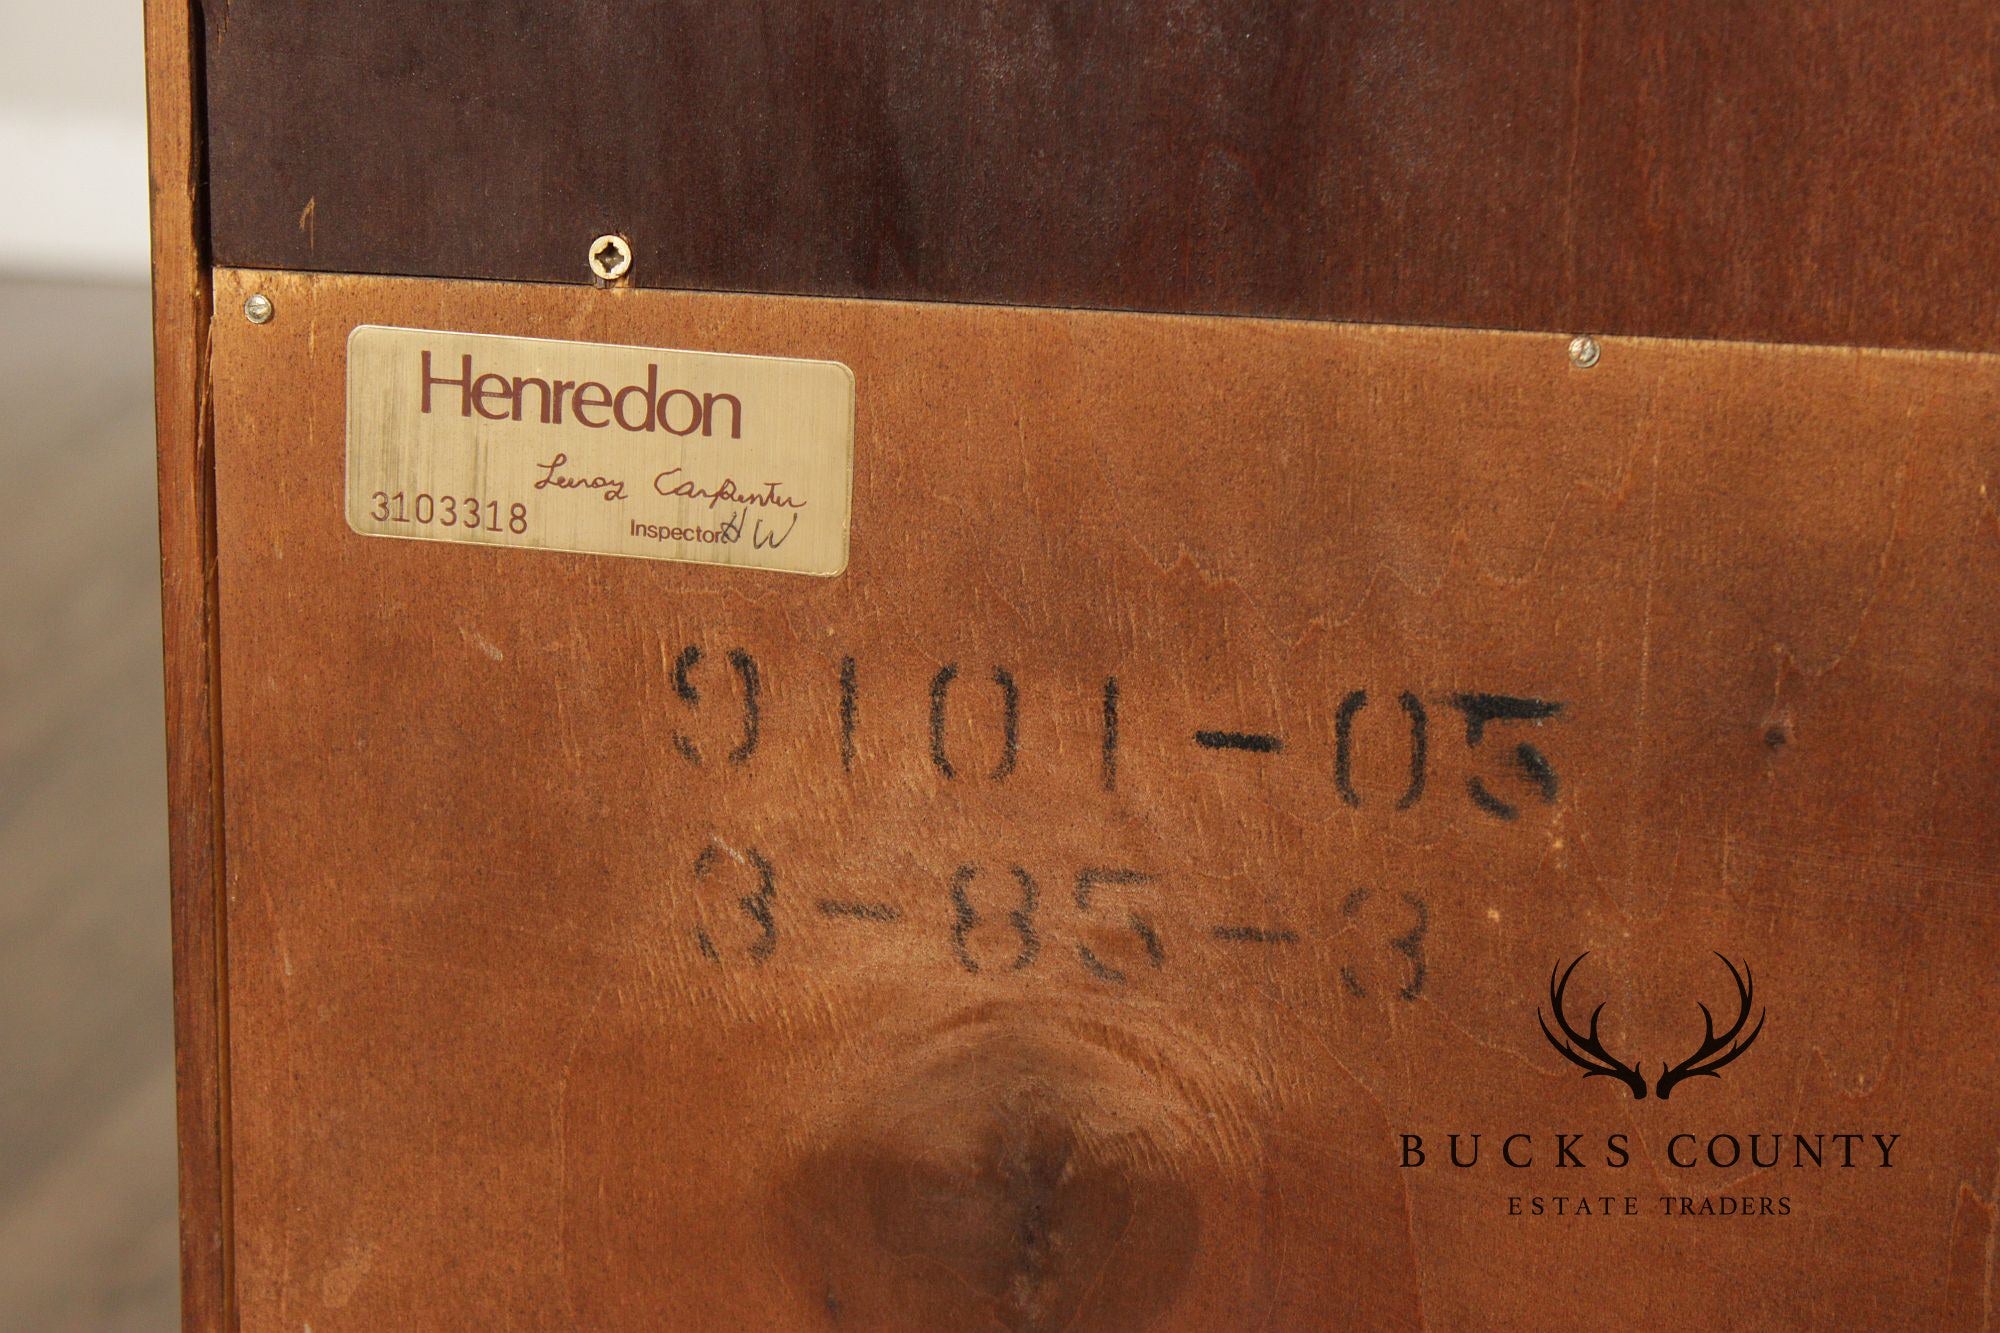 Henredon
Leroy Carpenter
3103318
Inspector HW
9101-05
3-85-3
BUCKS COUNTY
ESTATE TRADERS